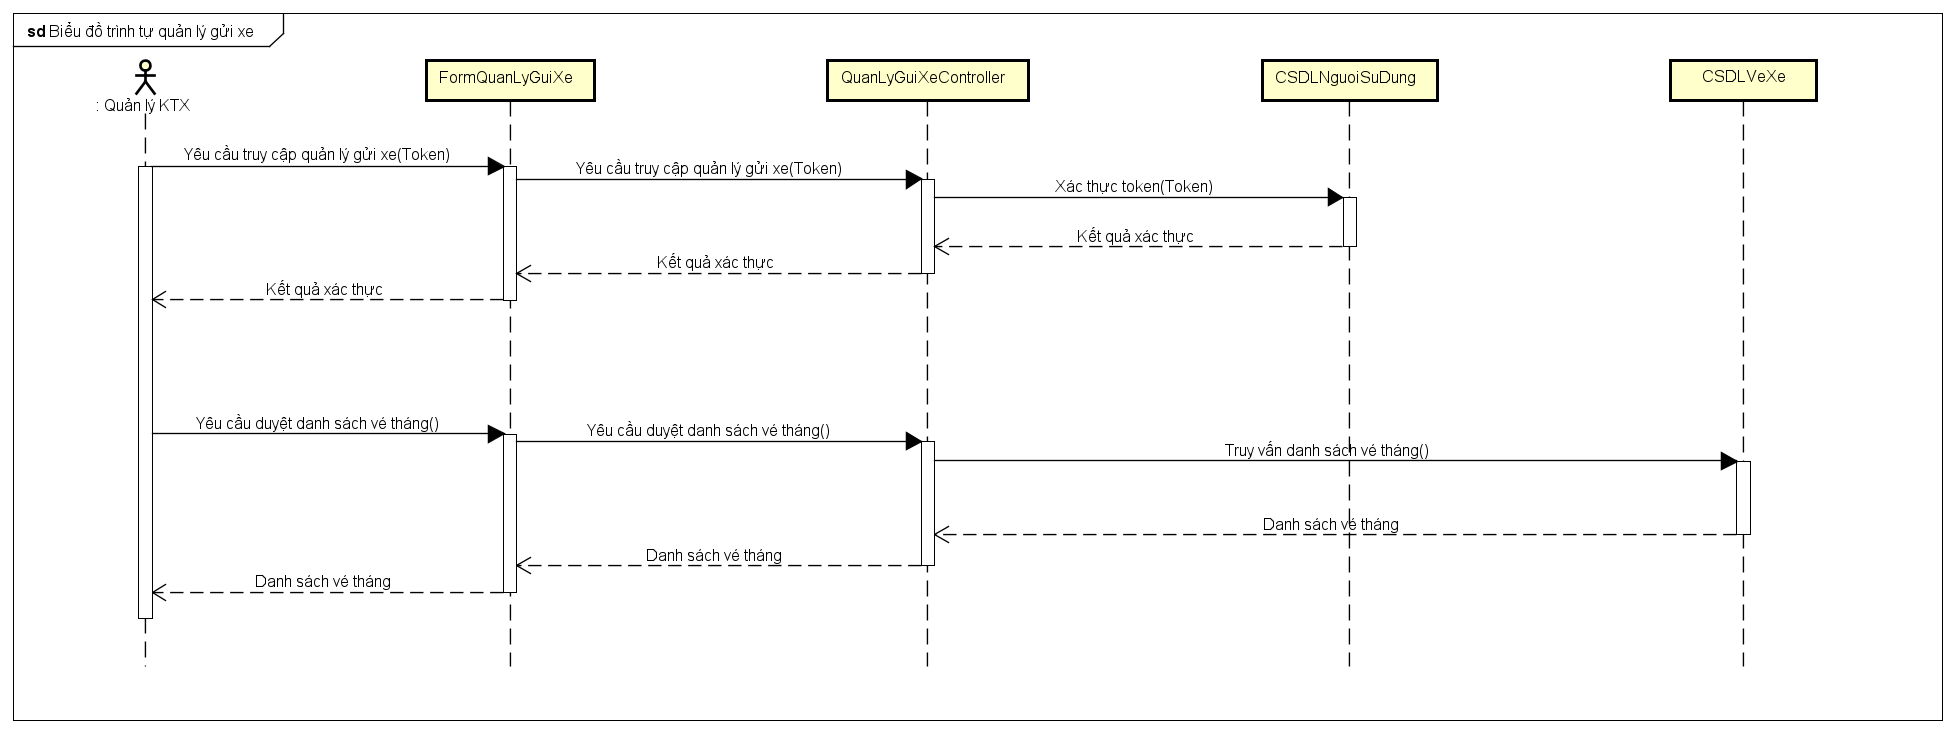 sd Biểu đồ trình tự quản lý gửi xe
: Quản lý KTX
FormQuanLyGuiXe
QuanLyGuiXeController
CSDLNguoiSuDung
CSDLVeXe
Yêu cầu truy cập quản lý gửi xe(Token)
Yêu cầu truy cập quản lý gửi xe(Token)
Xác thực token(Token)
Kết quả xác thực
Kết quả xác thực
Kết quả xác thực
Yêu cầu duyệt danh sách vé tháng()
Yêu cầu duyệt danh sách vé tháng()
Truy vấn danh sách vé tháng()
Danh sách vé tháng
Danh sách vé tháng
Danh sách vé tháng